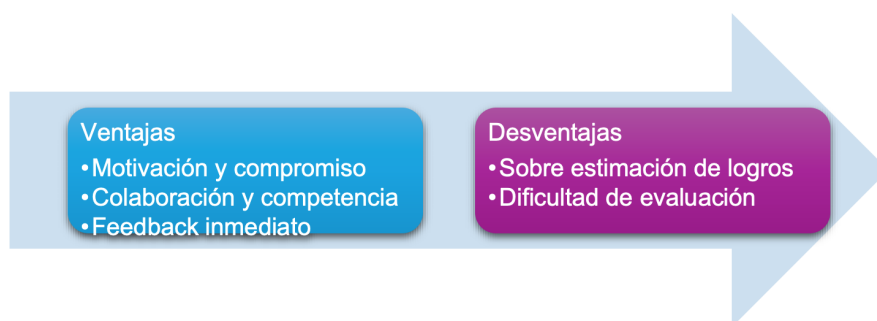 Ventajas
•Motivación y compromiso
•Colaboración y competencia
•Feedback inmediato
Desventajas
•Sobre estimación de logros
•Dificultad de evaluación